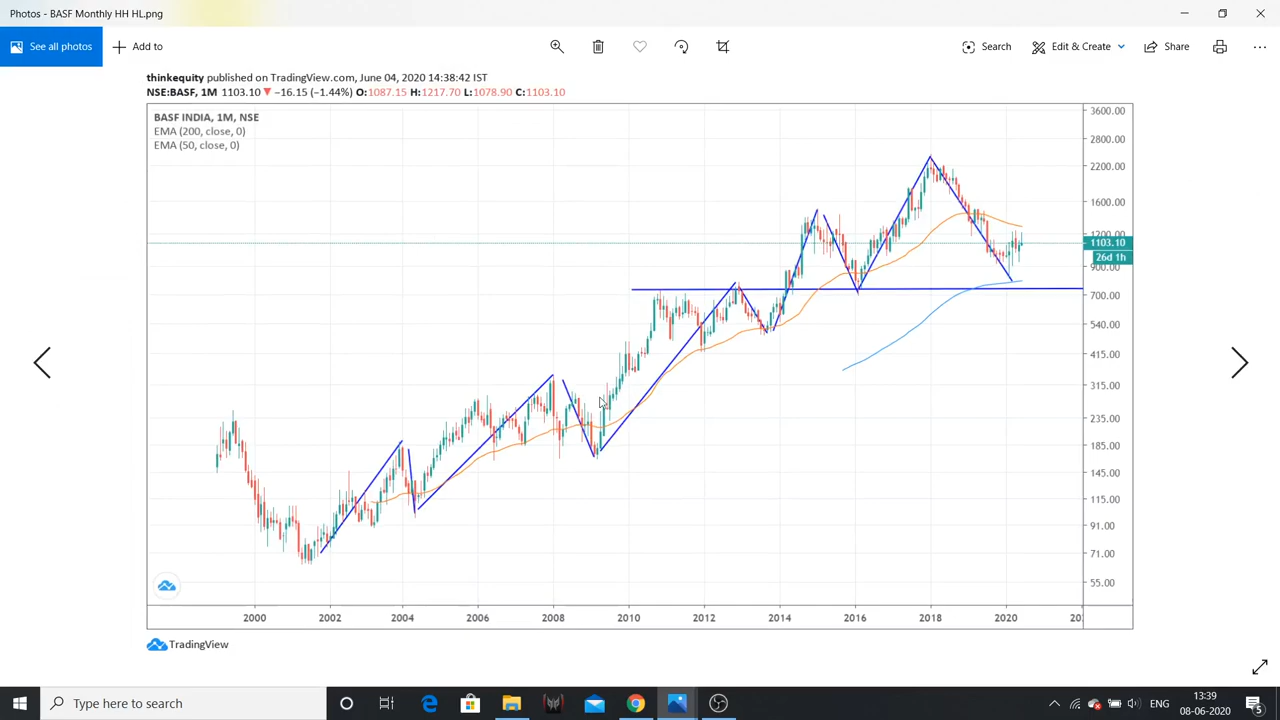 Photos - BASF Monthly HH HL.png
See all photos
Add to
Search
Edit & Create
Share
thinkequity published on TradingView.com, June 04, 2020 14:38:42 IST
NSE:BASF, 1M 1103.10 ▼ −16.15 (−1.44%) O:1087.15 H:1217.70 L:1078.90 C:1103.10
BASF INDIA, 1M, NSE
EMA (200, close, 0)
EMA (50, close, 0)
3600.00
2800.00
2200.00
1600.00
1200.00
1103.10
26d 1h
900.00
700.00
540.00
415.00
315.00
235.00
185.00
145.00
115.00
91.00
71.00
55.00
2000 2002 2004 2006 2008 2010 2012 2014 2016 2018 2020 20
TradingView
Type here to search
ENG
13:39
08-06-2020
5